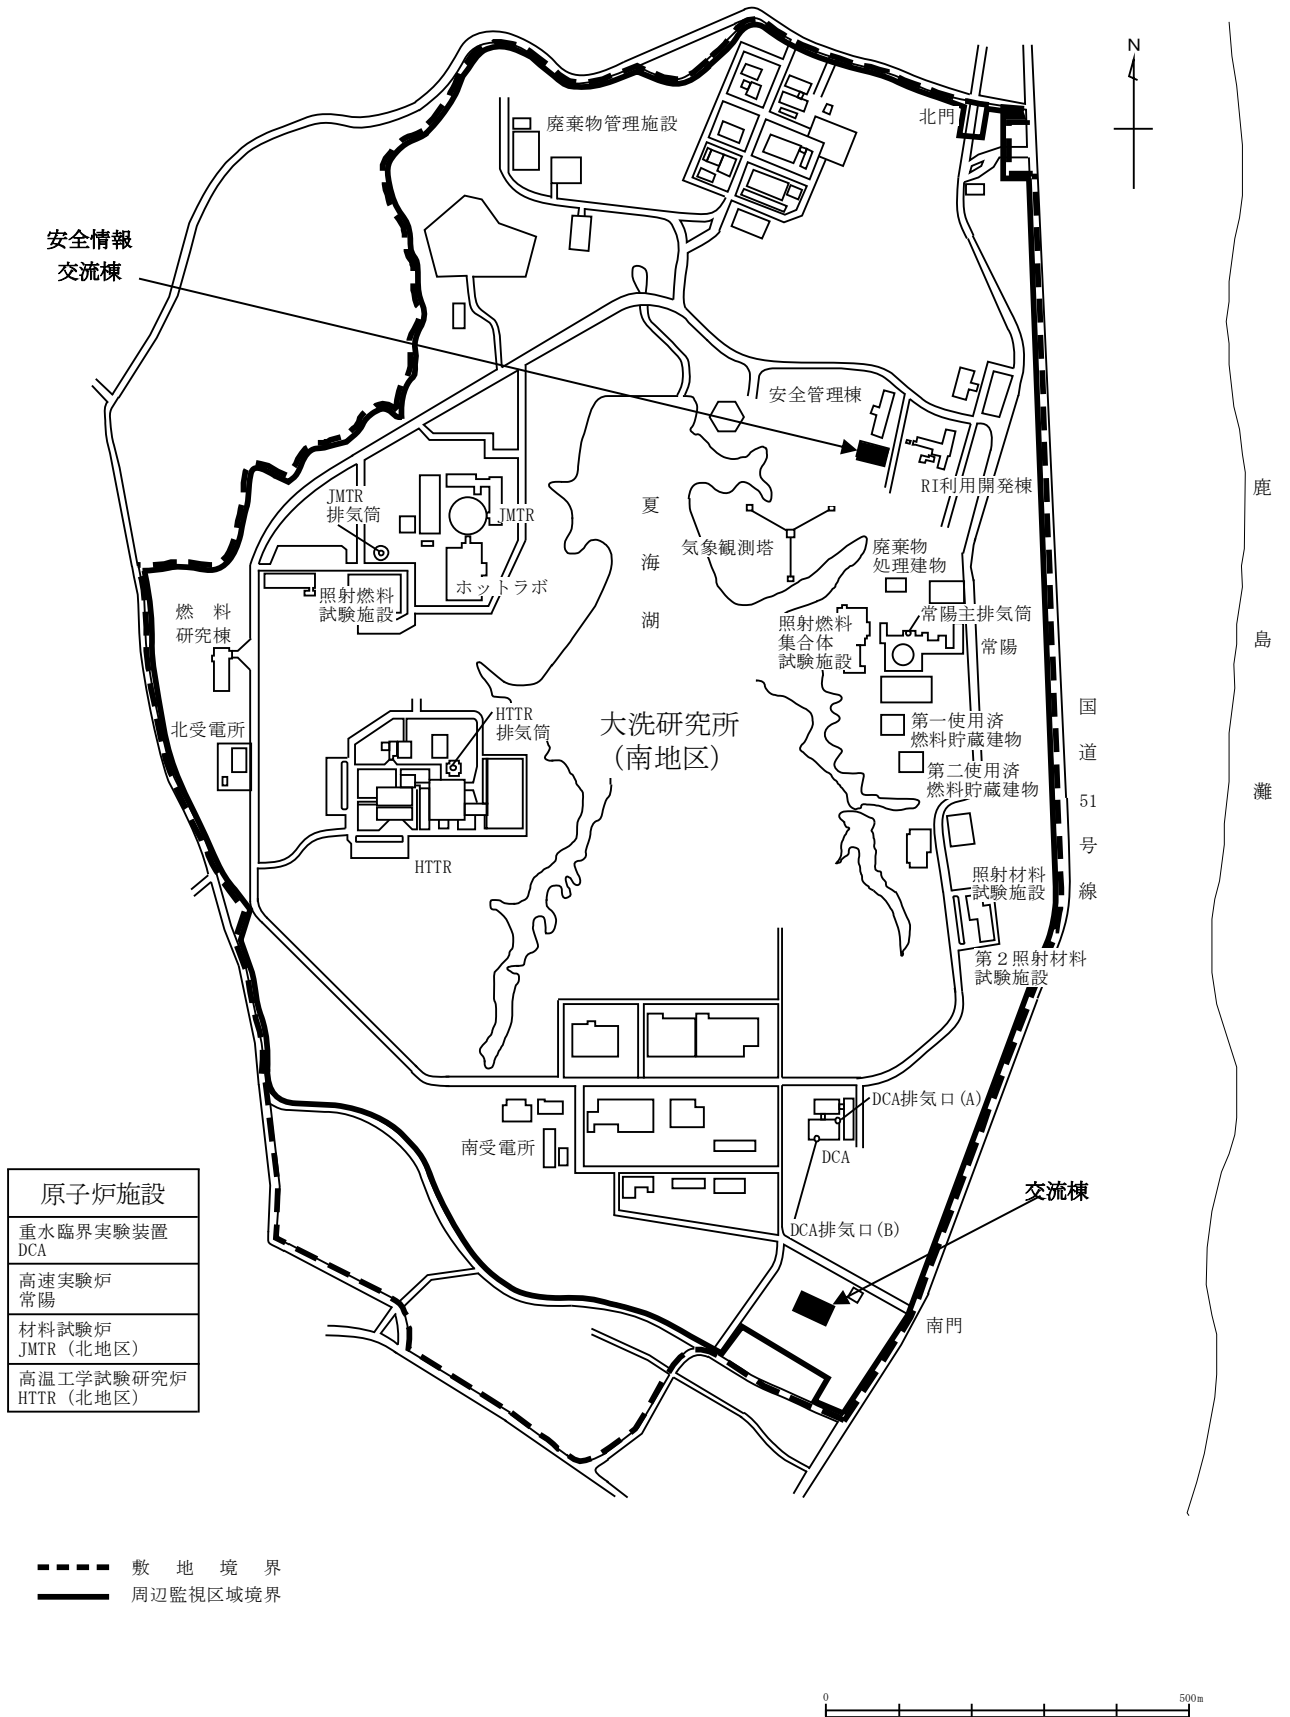 N
北門
廃棄物管理施設
安全情報
交流棟
安全管理棟
RI利用開発棟
鹿
島
灘
JMTR
排気筒
JMTR
夏
海
湖
気象観測塔
廃棄物
処理建物
ホットラボ
照射燃料
試験施設
燃 料
研究棟
照射燃料
集合体
試験施設
常陽主排気筒
常陽
北受電所
HTTR
排気筒
大洗研究所
(南地区)
第一使用済
燃料貯蔵建物
第二使用済
燃料貯蔵建物
国
道
51
号
線
HTTR
照射材料
試験施設
第2照射材料
試験施設
DCA排気口(A)
南受電所
DCA
交流棟
DCA排気口(B)
南門
原子炉施設
重水臨界実験装置
DCA
高速実験炉
常陽
材料試験炉
JMTR (北地区)
高温工学試験研究炉
HTTR (北地区)
敷 地 境 界
周辺監視区域境界
0 500m